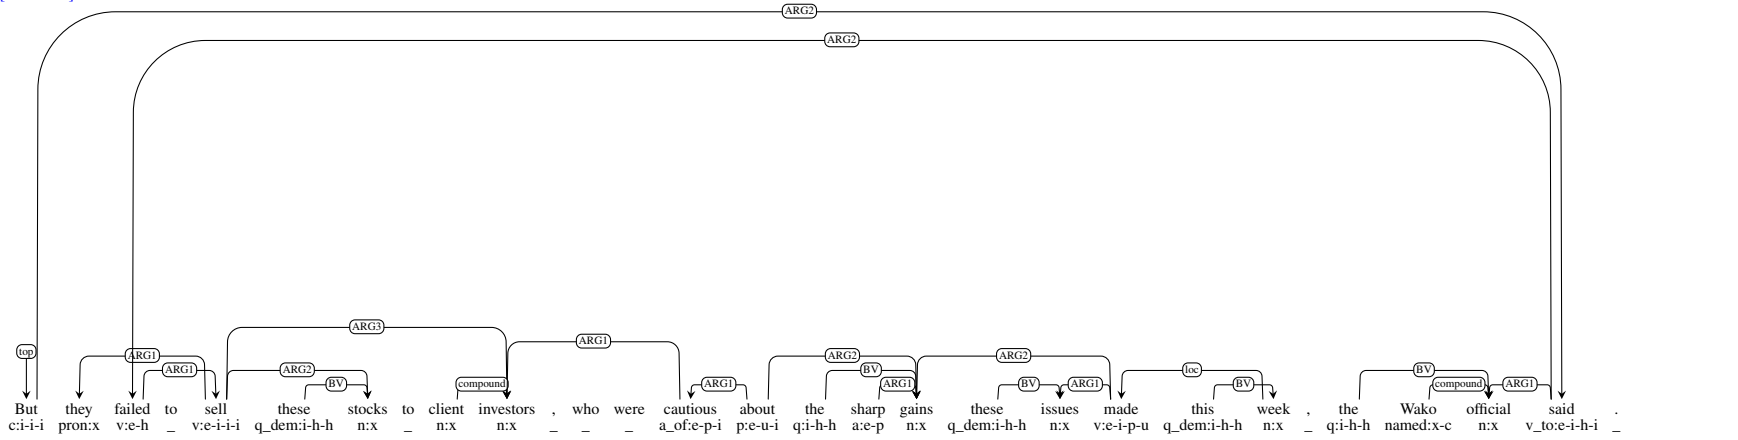 ARG2
ARG2
ARG3
ARG1
top ARG1 ARG2 ARG2
ARG1 ARG2 BV loc BV
BV compound ARG1 ARG1 BV ARG1 BV compound ARG1
But they failed to sell these stocks to client investors , who were cautious about the sharp gains these issues made this week , the Wako official said .
c:i-i-i pron:x v:e-h _ v:e-i-i-i q_dem:i-h-h n:x _ n:x n:x _ _ _ a_of:e-p-i p:e-u-i q:i-h-h a:e-p n:x q_dem:i-h-h n:x v:e-i-p-u q_dem:i-h-h n:x _ q:i-h-h named:x-c n:x v_to:e-i-h-i _